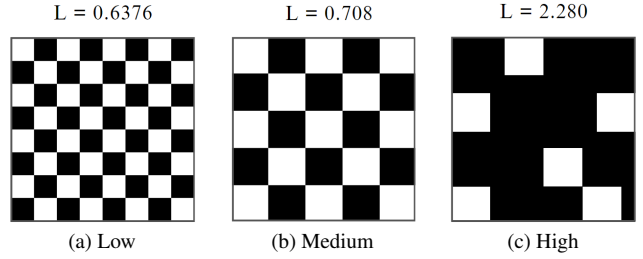 L = 0.6376
L = 0.708
L = 2.280
(a) Low
(b) Medium
(c) High